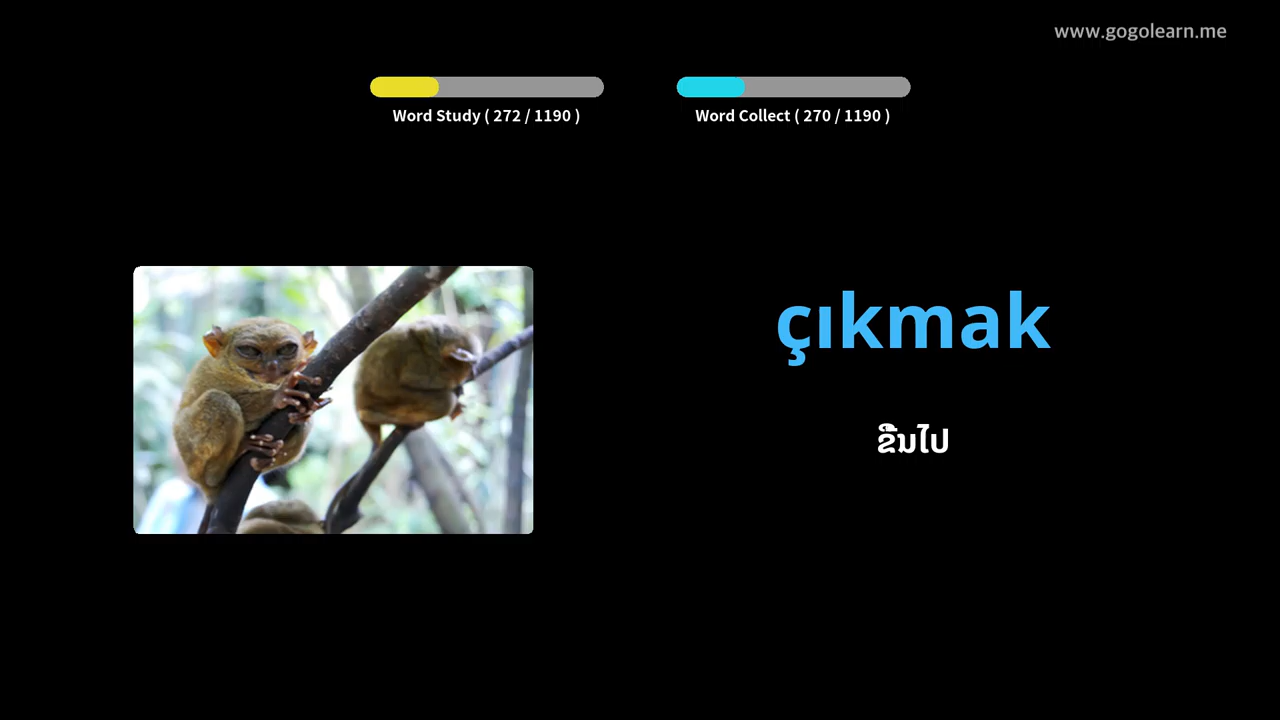 www.gogolearn.me
Word Study ( 272 / 1190 )
Word Collect ( 270 / 1190 )
çıkmak
ຂຶ້ນໄປ